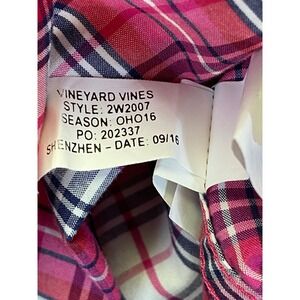 VINEYARD VINES
STYLE: 2W2007
SEASON: OHO16
PO: 202337
SHENZHEN - DATE: 09/16